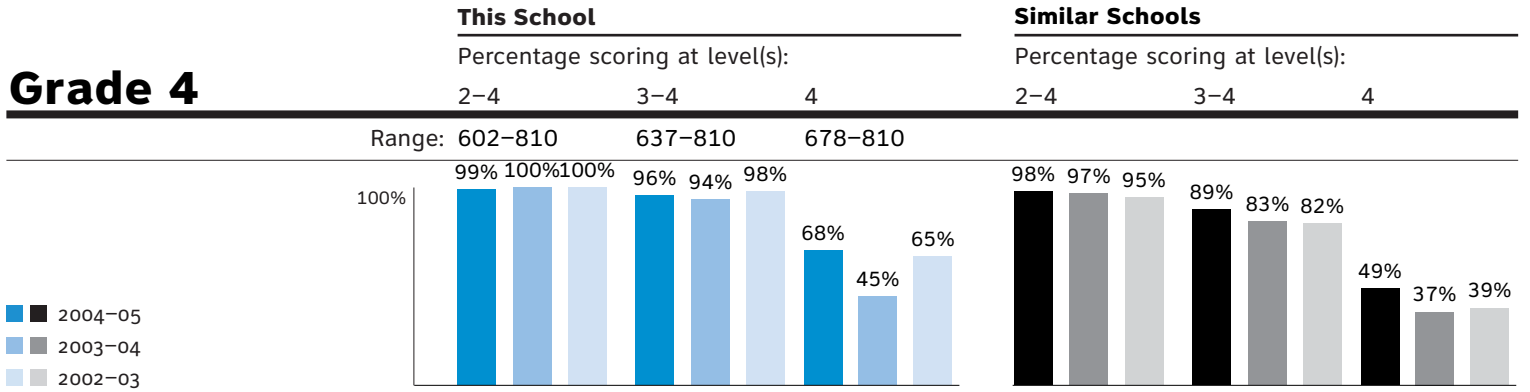 This School Similar Schools
Percentage scoring at level(s): Percentage scoring at level(s):
Grade 4
2–4 3–4 4 2–4 3–4 4
Range: 602–810 637–810 678–810
99% 100% 100% 96% 94% 98% 68% 45% 65% 98% 97% 95% 89% 83% 82% 49% 37% 39%
100%
2004–05
2003–04
2002–03